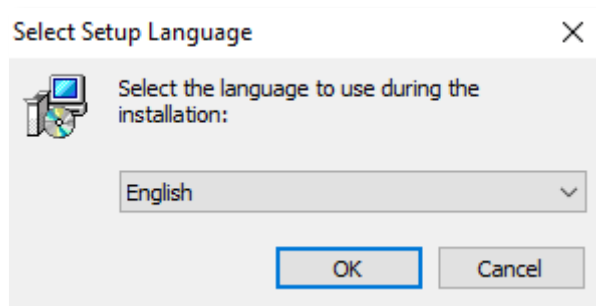 Select Setup Language
Select the language to use during the
installation:
English
OK
Cancel